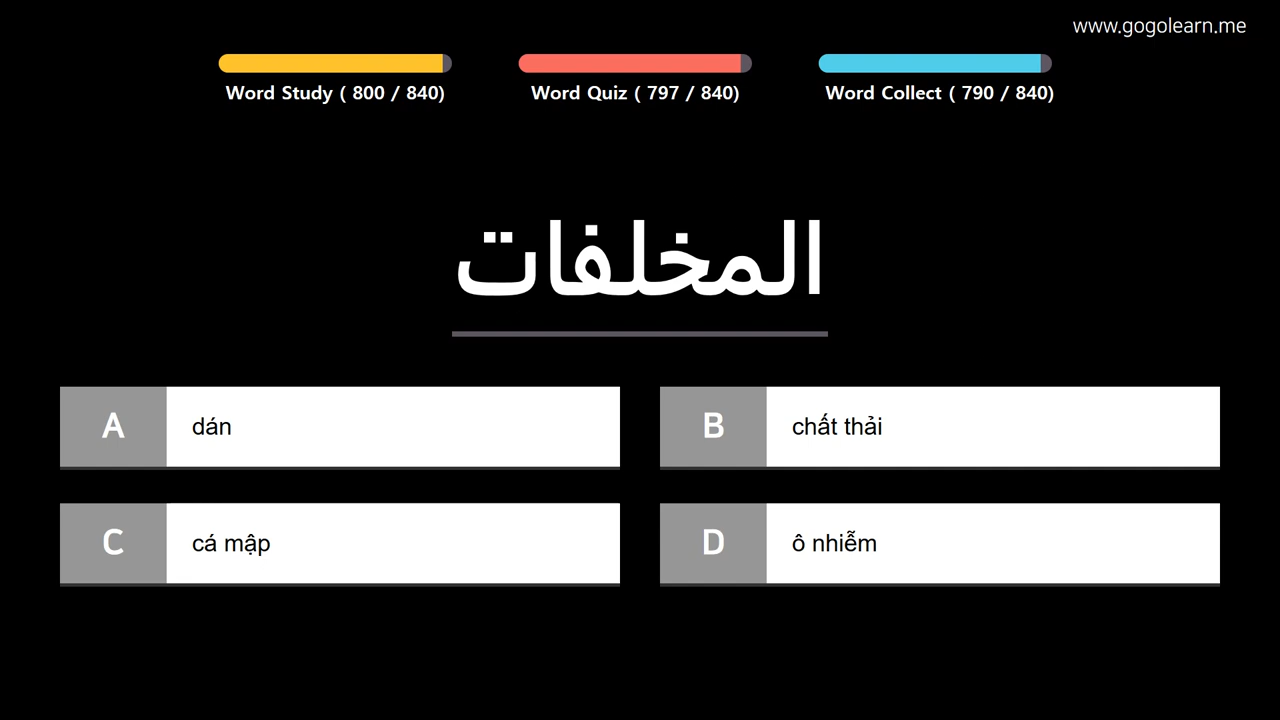 www.gogolearn.me
Word Study ( 800 / 840)
Word Quiz ( 797 / 840)
Word Collect ( 790 / 840)
المخلفات
A dán
B chất thải
C cá mập
D ô nhiễm